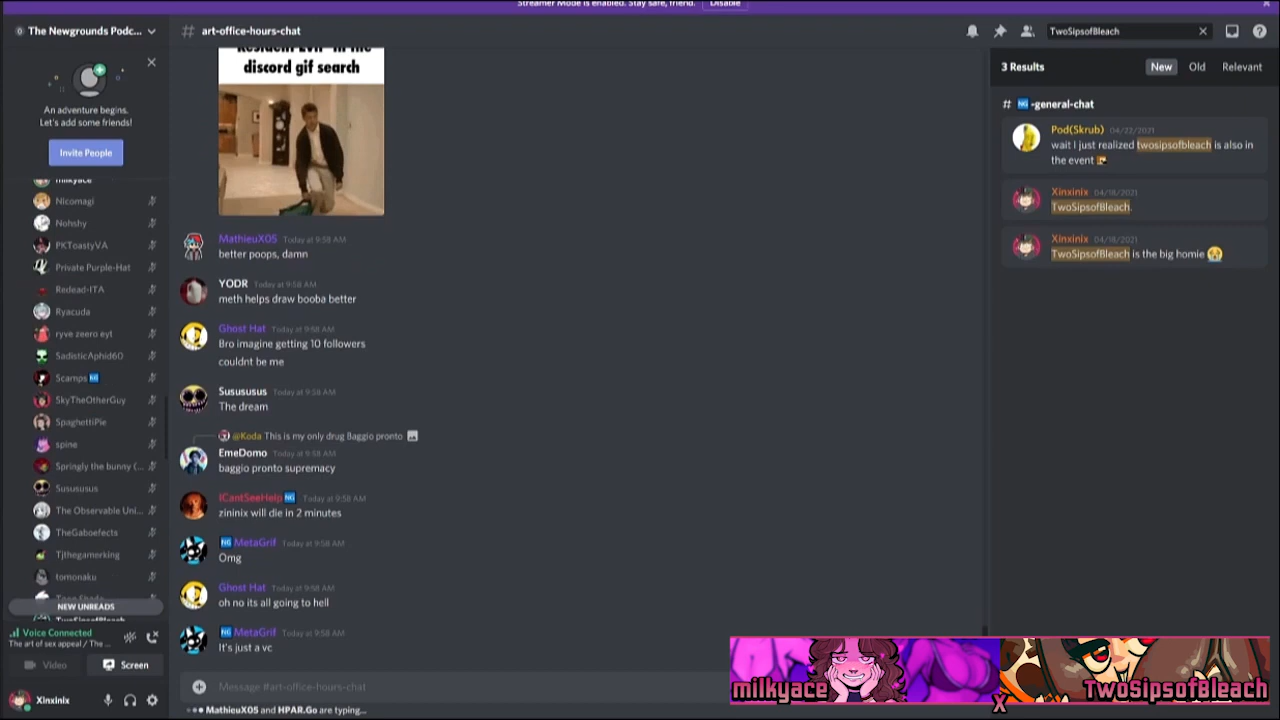 Streamer Mode is enabled. Stay safe, friend. Disable
The Newgrounds Podc...
art-office-hours-chat
TwoSipsofBleach
An adventure begins.
Let's add some friends!
Invite People
milkyace
Nicomagi
Nohshy
PKToastyVA
Private Purple-Hat
Redead-ITA
Ryacuda
ryve zeero eyt
SadisticAphid60
Scamps NG
SkyTheOtherGuy
SpaghettiPie
spine
Springly the bunny (...
Sususususus
The Observable Uni...
TheGaboefects
Tjthegamerking
tomonaku
NEW UNREADS
TwoSipsofBleach
Voice Connected
The art of sex appeal / The ...
Video
Screen
Xinxinix
Resident Evil" in the
discord gif search
MathieuX05 Today at 9:58 AM
better poops, damn
YODR Today at 9:58 AM
meth helps draw booba better
Ghost Hat Today at 9:58 AM
Bro imagine getting 10 followers
couldnt be me
Susususus Today at 9:58 AM
The dream
@Koda This is my only drug Baggio pronto
EmeDomo Today at 9:58 AM
baggio pronto supremacy
ICantSeeHelp NG Today at 9:58 AM
zininix will die in 2 minutes
NG MetaGrif Today at 9:58 AM
Omg
Ghost Hat Today at 9:58 AM
oh no its all going to hell
NG MetaGrif Today at 9:58 AM
It's just a vc
Message #art-office-hours-chat
MathieuX05 and HPAR.Go are typing...
3 Results
New
Old
Relevant
NG -general-chat
Pod(Skrub) 04/22/2021
wait I just realized twosipsofbleach is also in
the event
Xinxinix 04/18/2021
TwoSipsofBleach.
Xinxinix 04/18/2021
TwoSipsofBleach is the big homie
milkyace
X
TwoSipsofBleach